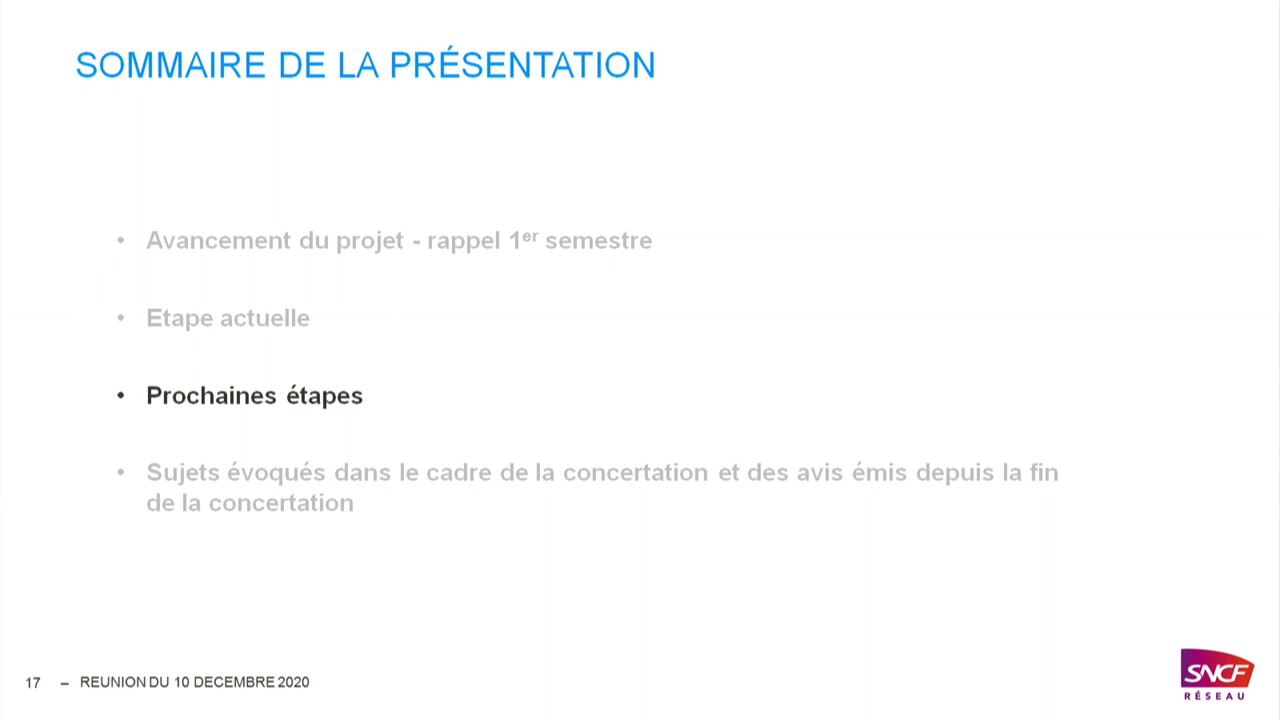 SOMMAIRE DE LA PRÉSENTATION
• Avancement du projet - rappel 1er semestre
• Etape actuelle
• Prochaines étapes
• Sujets évoqués dans le cadre de la concertation et des avis émis depuis la fin
de la concertation
17 – REUNION DU 10 DECEMBRE 2020
SNCF
RÉSEAU